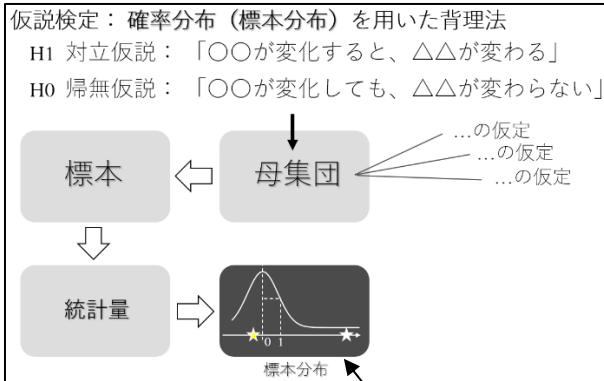 仮説検定： 確率分布（標本分布）を用いた背理法
H1 対立仮説： 「○○が変化すると、△△が変わる」
H0 帰無仮説： 「○○が変化しても、△△が変わらない」
…の仮定
…の仮定
…の仮定
標本
母集団
統計量
0 1
標本分布